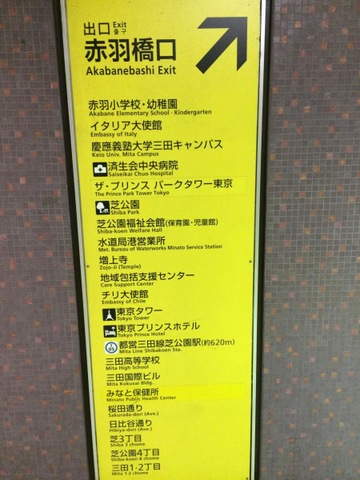 出口 Exit
출구
赤羽橋口
Akabanebashi Exit
赤羽小学校・幼稚園
Akabane Elementary School・Kindergarten
イタリア大使館
Embassy of Italy
慶應義塾大学三田キャンパス
Keio Univ. Mita Campus
済生会中央病院
Saiseikai Chuo Hospital
ザ・プリンス パークタワー東京
The Prince Park Tower Tokyo
芝公園
Shiba Park
芝公園福祉会館(保育園・児童館)
Shiba-koen Welfare Hall
水道局港営業所
Met. Bureau of Waterworks Minato Service Station
増上寺
Zojo-ji (Temple)
地域包括支援センター
Care Support Center
チリ大使館
Embassy of Chile
東京タワー
Tokyo Tower
東京プリンスホテル
Tokyo Prince Hotel
都営三田線芝公園駅(約620m)
Mita Line Shibakoen Sta.
三田高等学校
Mita High School
三田国際ビル
Mita Kokusai Bldg.
みなと保健所
Minato Public Health Center
桜田通り
Sakurada-dori (Ave.)
日比谷通り
Hibiya-dori (Ave.)
芝3丁目
Shiba 3 chome
芝公園4丁目
Shiba-koen 4 chome
三田1・2丁目
Mita 1・2 chome